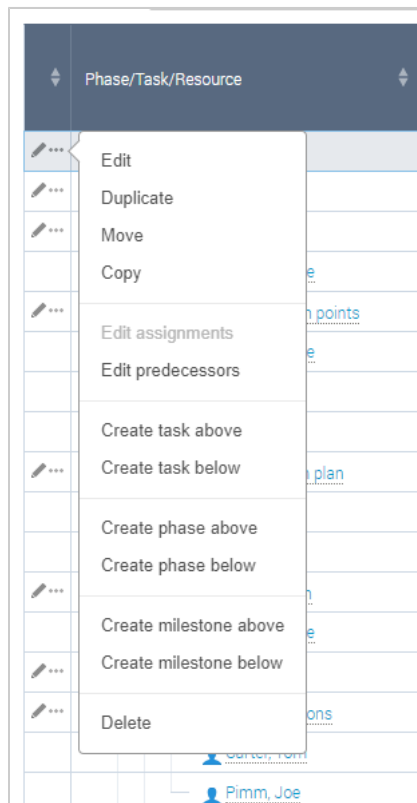 Phase/Task/Resource
Edit
Duplicate
Move
Copy
e
points
Edit assignments
e
Edit predecessors
Create task above
Create task below
plan
Create phase above
Create phase below
Create milestone above
e
Create milestone below
Delete
ons
Pimm, Joe